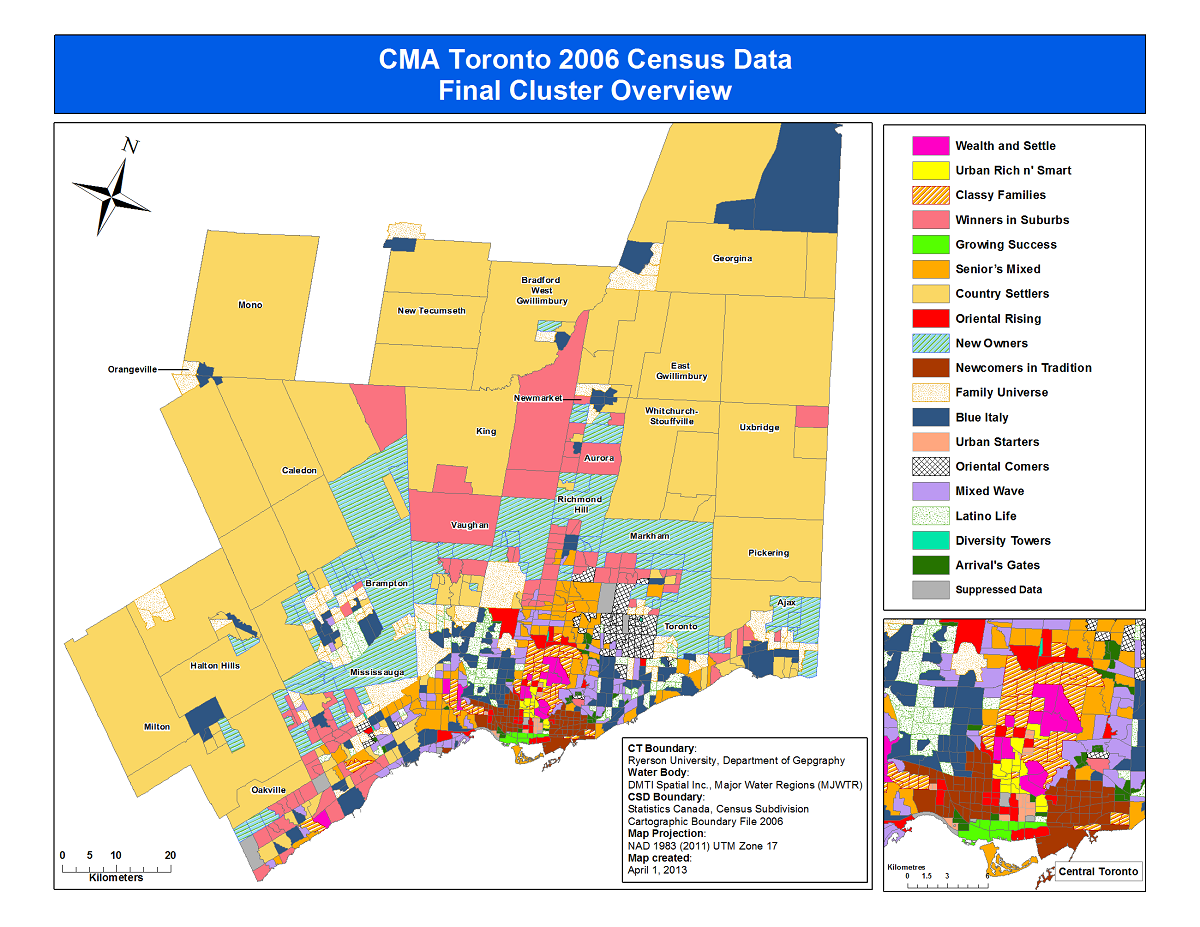 CMA Toronto 2006 Census Data
Final Cluster Overview
N
Mono
New Tecumseth
Bradford
West
Gwillimbury
Georgina
Orangeville
Newmarket
East
Gwillimbury
Whitchurch-
Stouffville
Uxbridge
King
Aurora
Caledon
Richmond
Hill
Vaughan
Markham
Pickering
Brampton
Ajax
Toronto
Halton Hills
Mississauga
Milton
Oakville
0 5 10 20
Kilometers
CT Boundary:
Ryerson University, Department of Gepgraphy
Water Body:
DMTI Spatial Inc., Major Water Regions (MJWTR)
CSD Boundary:
Statistics Canada, Census Subdivision
Cartographic Boundary File 2006
Map Projection:
NAD 1983 (2011) UTM Zone 17
Map created:
April 1, 2013
Wealth and Settle
Urban Rich n' Smart
Classy Families
Winners in Suburbs
Growing Success
Senior's Mixed
Country Settlers
Oriental Rising
New Owners
Newcomers in Tradition
Family Universe
Blue Italy
Urban Starters
Oriental Comers
Mixed Wave
Latino Life
Diversity Towers
Arrival's Gates
Suppressed Data
Kilometres
0 1.5 3 6
Central Toronto